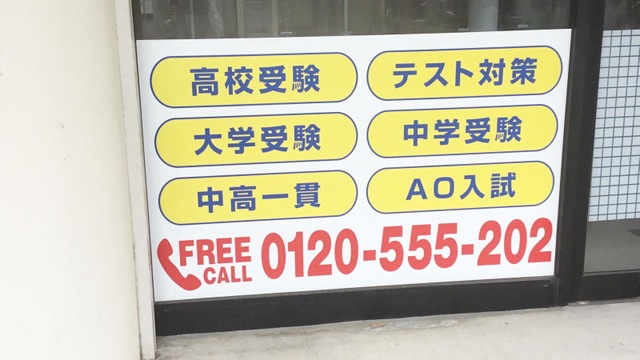 高校受験 テスト対策
大学受験 中学受験
中高一貫 AO入試
FREE CALL 0120-555-202